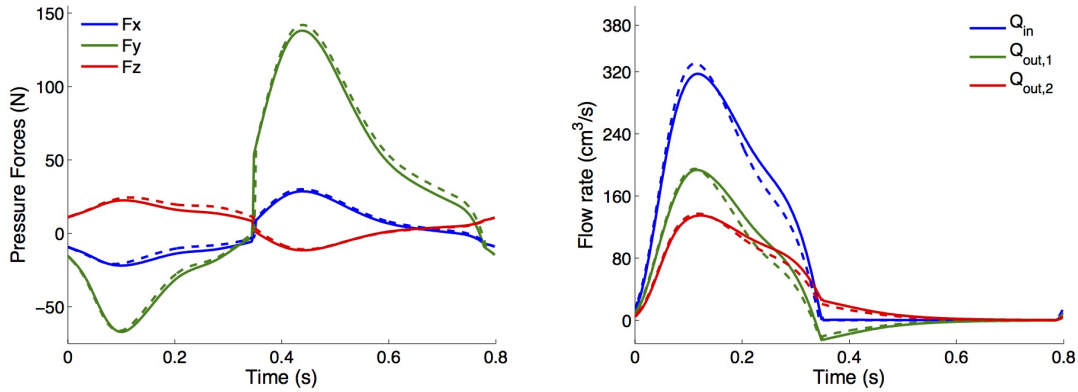 150
100
50
0
−50
Pressure Forces (N)
Fx
Fy
Fz
0
0.2
0.4
0.6
0.8
Time (s)
380
320
240
160
80
0
Flow rate (cm³/s)
Q_in
Q_out,1
Q_out,2
0
0.2
0.4
0.6
0.8
Time (s)